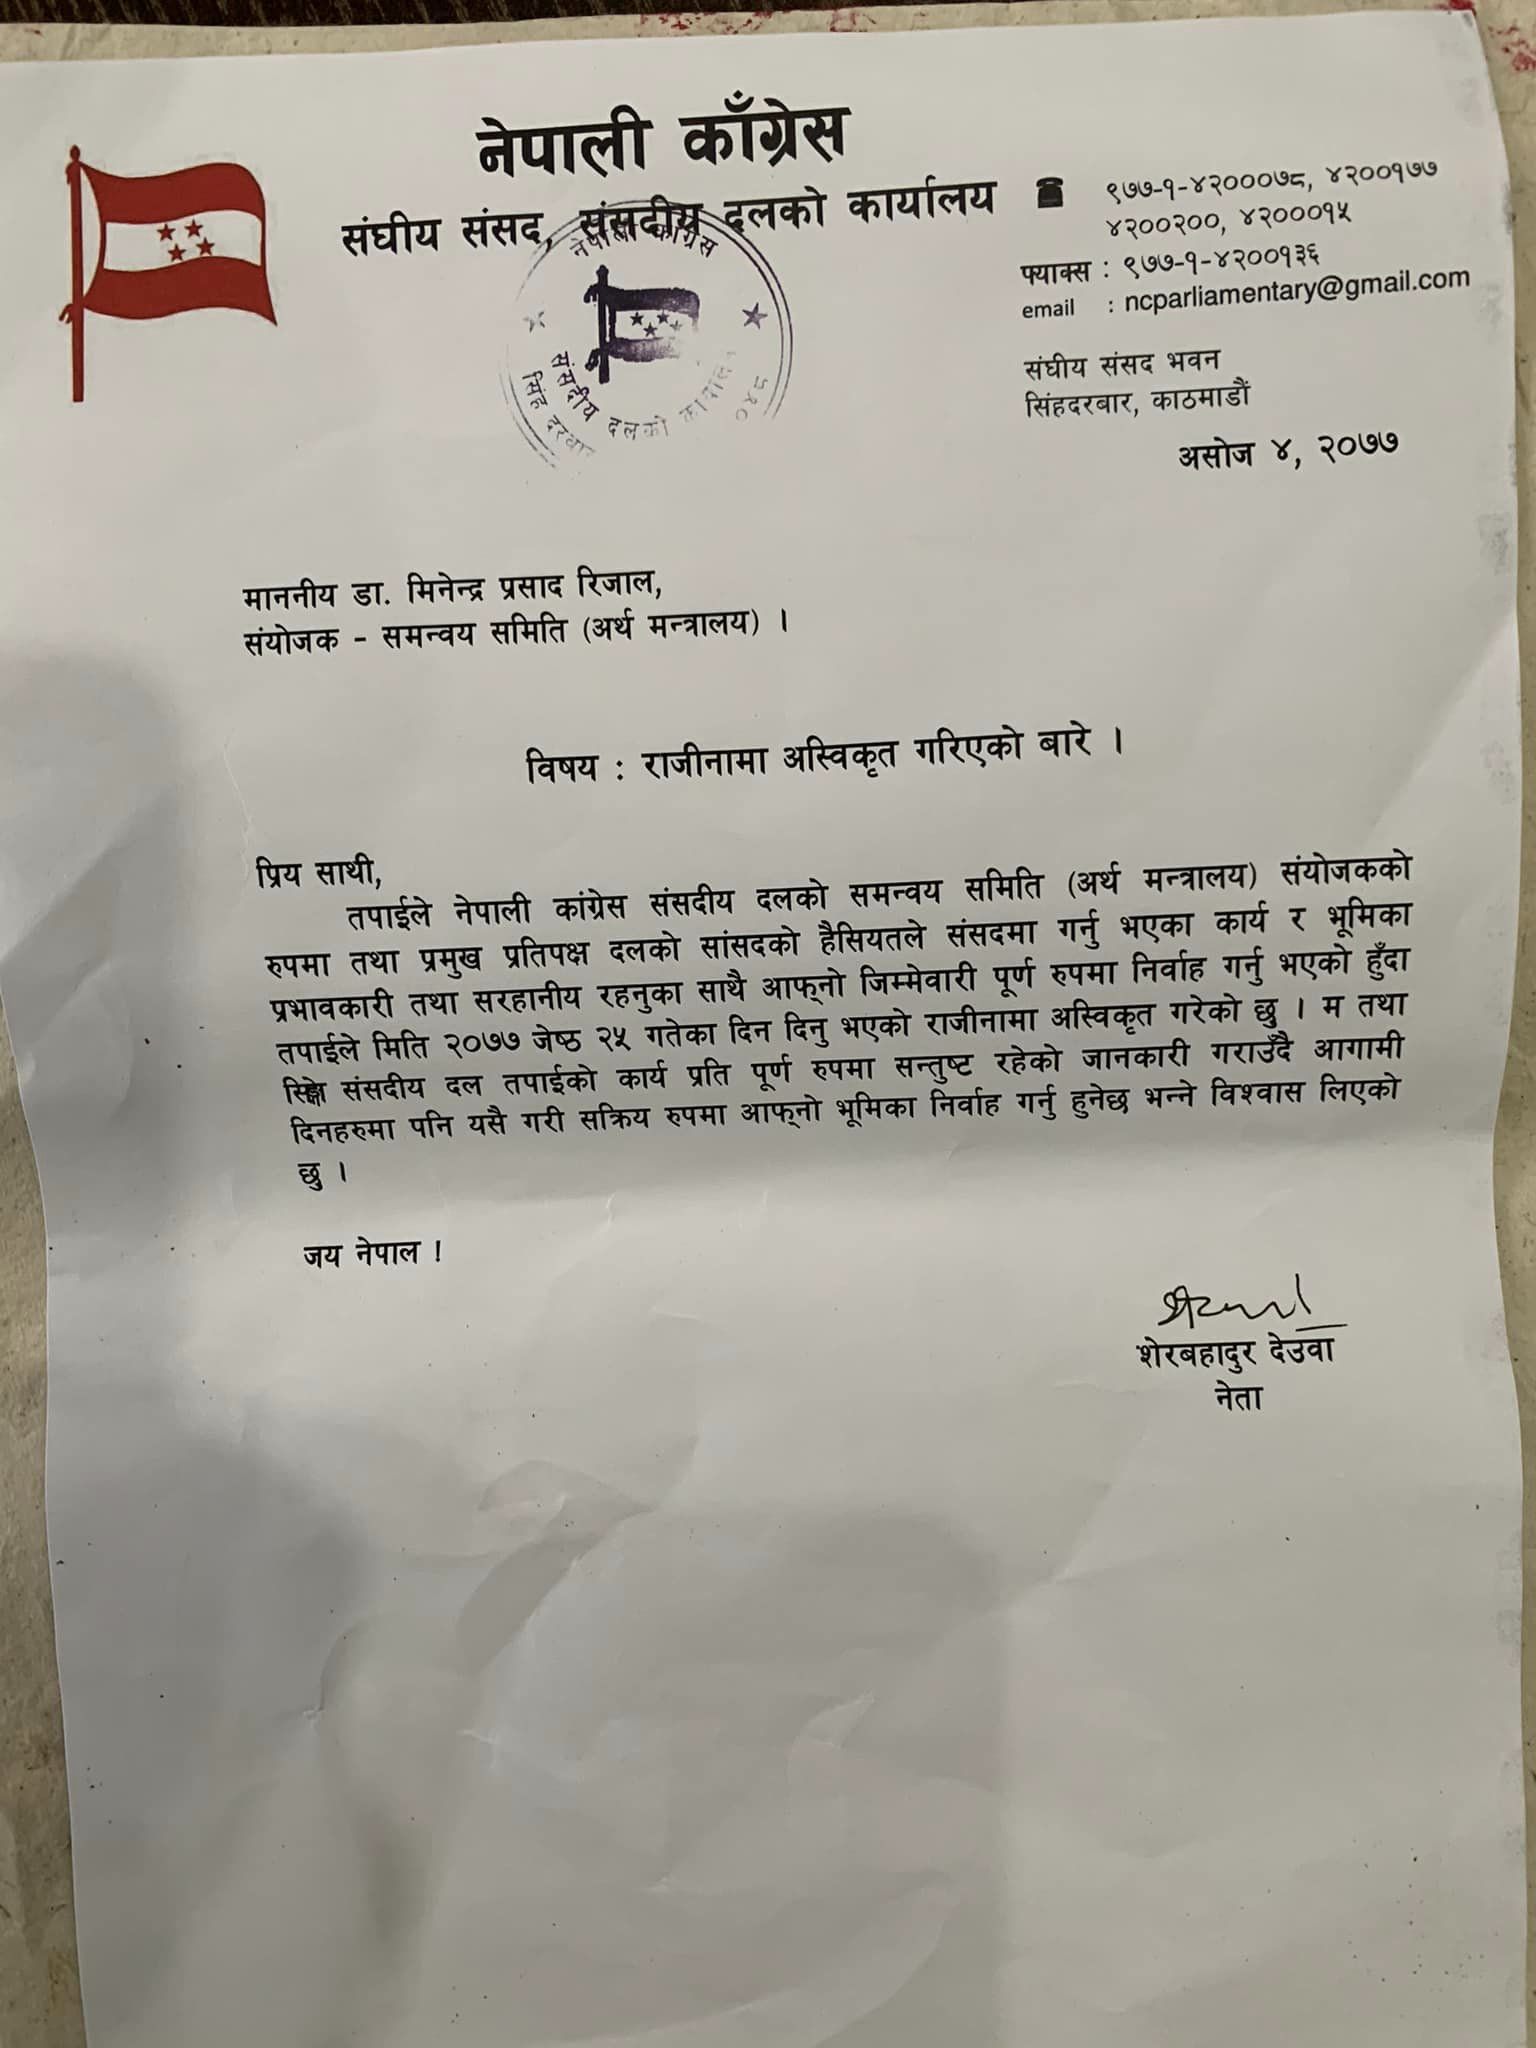 नेपाली काँग्रेस
संघीय संसद, संसदीय दलको कार्यालय
९७७-१-४२०००७८, ४२००१७७
४२००२००, ४२०००१५
फ्याक्स : ९७७-१-४२००१३६
email : ncparliamentary@gmail.com
संघीय संसद भवन
सिंहदरबार, काठमाडौं
नेपाली काँग्रेस
संसदीय दलको
सिंह
असोज ४, २०७७
माननीय डा. मिनेन्द्र प्रसाद रिजाल,
संयोजक - समन्वय समिति (अर्थ मन्त्रालय) ।
विषय : राजीनामा अस्विकृत गरिएको बारे ।
प्रिय साथी,
तपाईले नेपाली कांग्रेस संसदीय दलको समन्वय समिति (अर्थ मन्त्रालय) संयोजकको
रुपमा तथा प्रमुख प्रतिपक्ष दलको सांसदको हैसियतले संसदमा गर्नु भएका कार्य र भूमिका
प्रभावकारी तथा सरहानीय रहनुका साथै आफ्नो जिम्मेवारी पूर्ण रुपमा निर्वाह गर्नु भएको हुँदा
तपाईले मिति २०७७ जेष्ठ २५ गतेका दिन दिनु भएको राजीनामा अस्विकृत गरेको छु । म तथा
संसदीय दल तपाईको कार्य प्रति पूर्ण रुपमा सन्तुष्ट रहेको जानकारी गराउँदै आगामी
दिनहरुमा पनि यसै गरी सक्रिय रुपमा आफ्नो भूमिका निर्वाह गर्नु हुनेछ भन्ने विश्वास लिएको
छु ।
जय नेपाल !
शेरबहादुर देउवा
नेता